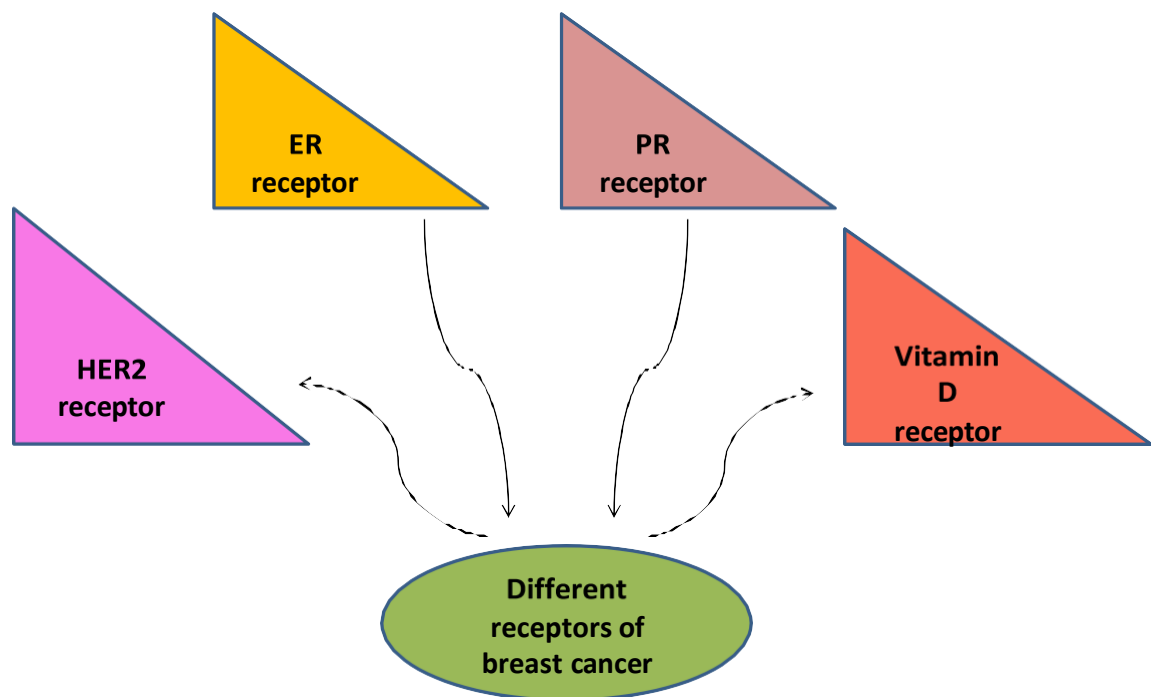 ER
receptor
PR
receptor
HER2
receptor
Vitamin
D
receptor
Different
receptors of
breast cancer